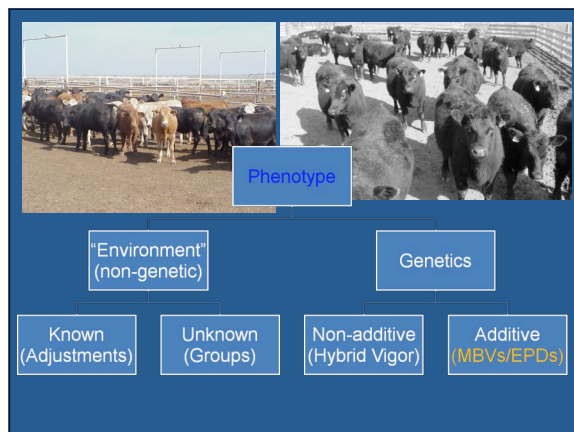 Phenotype
“Environment”
(non-genetic)
Genetics
Known
(Adjustments)
Unknown
(Groups)
Non-additive
(Hybrid Vigor)
Additive
(MBVs/EPDs)